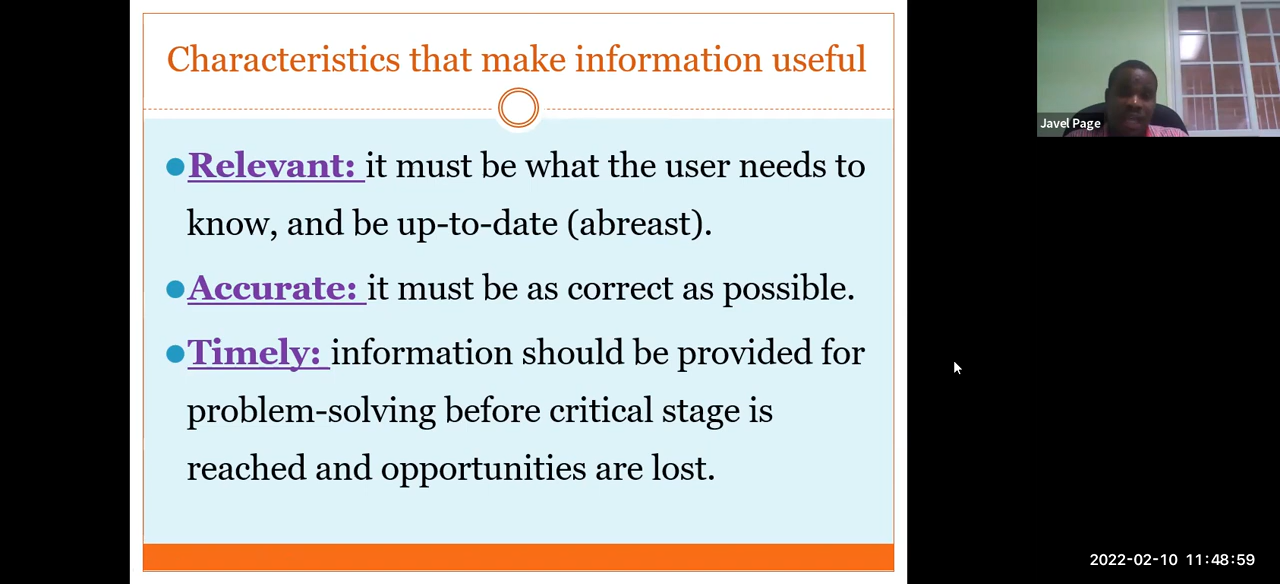 Characteristics that make information useful
Relevant: it must be what the user needs to
know, and be up-to-date (abreast).
Accurate: it must be as correct as possible.
Timely: information should be provided for
problem-solving before critical stage is
reached and opportunities are lost.
Javel Page
2022-02-10 11:48:59